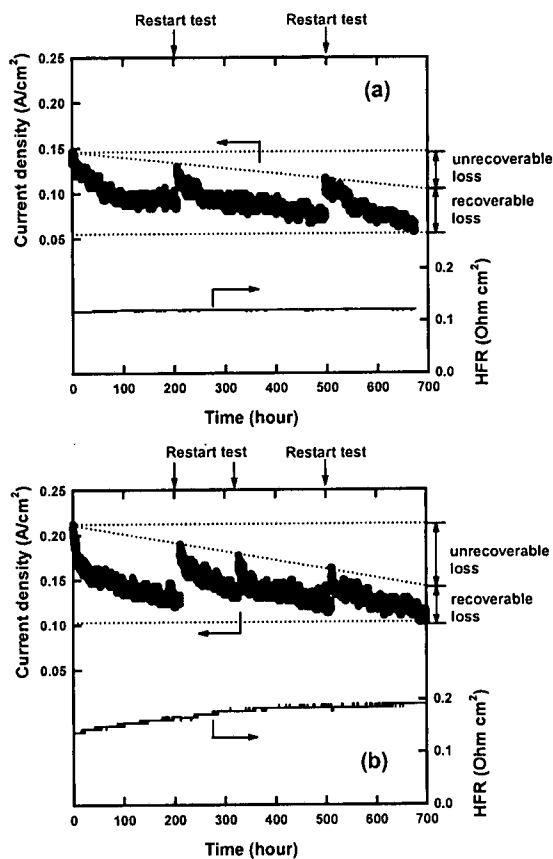 Restart test Restart test
(a)
0.25
0.20
0.15
0.10
0.05
Current density (A/cm²)
unrecoverable
loss
recoverable
loss
0.2
0.1
0.0
HFR (Ohm cm²)
0 100 200 300 400 500 600 700
Time (hour)
Restart test Restart test
0.25
0.20
0.15
0.10
0.05
Current density (A/cm²)
unrecoverable
loss
recoverable
loss
0.2
0.1
0.0
HFR (Ohm cm²)
(b)
0 100 200 300 400 500 600 700
Time (hour)